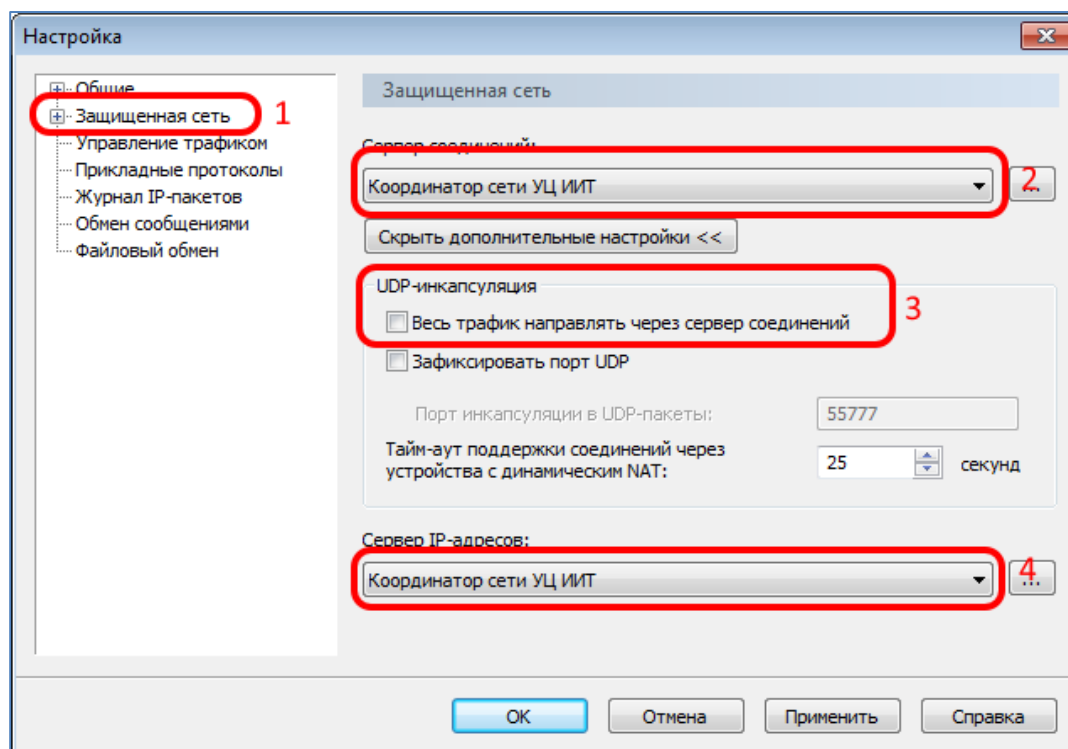 Настройка
Общие
Защищенная сеть
1
Управление трафиком
Прикладные протоколы
Журнал IP-пакетов
Обмен сообщениями
Файловый обмен
Защищенная сеть
Сервер соединений:
Координатор сети УЦ ИИТ
2
...
Скрыть дополнительные настройки <<
UDP-инкапсуляция
Весь трафик направлять через сервер соединений
3
Зафиксировать порт UDP
Порт инкапсуляции в UDP-пакеты:
55777
Тайм-аут поддержки соединений через
устройства с динамическим NAT:
25
секунд
Сервер IP-адресов:
Координатор сети УЦ ИИТ
4
...
OK
Отмена
Применить
Справка